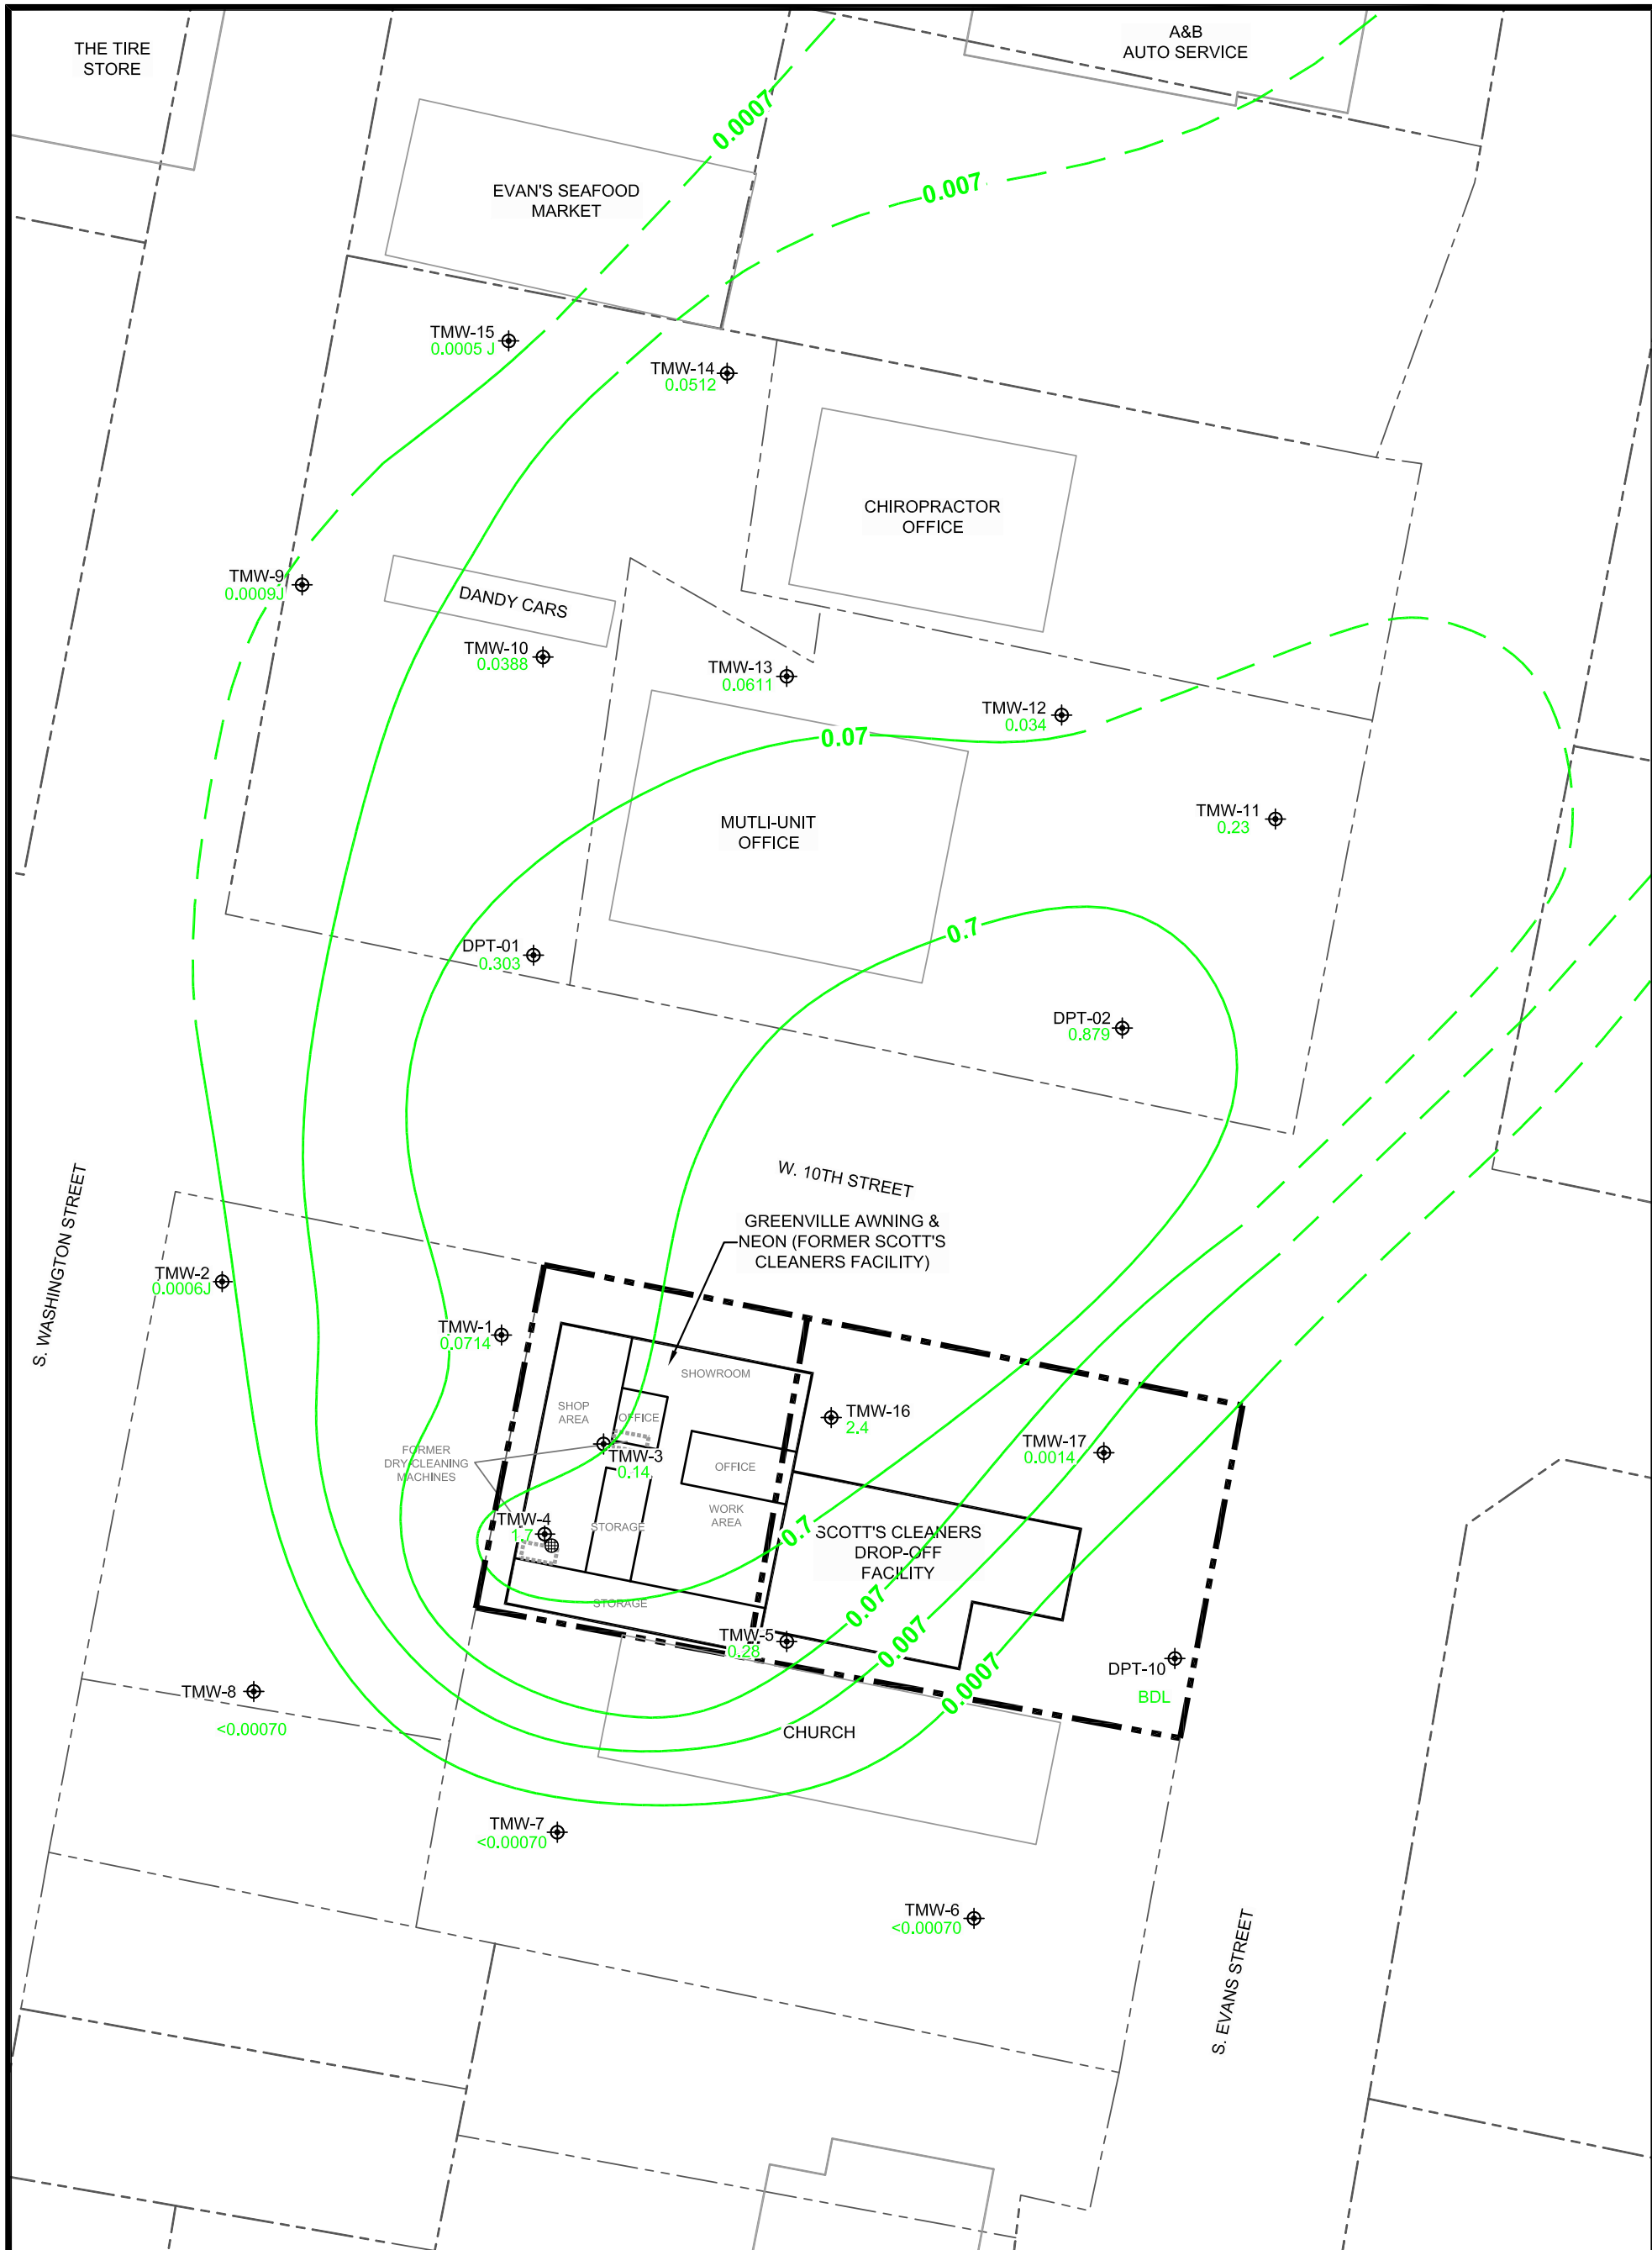 THE TIRE
STORE
A&B
AUTO SERVICE
0.0007
0.007
EVAN'S SEAFOOD
MARKET
TMW-15
0.0005 J
TMW-14
0.0512
CHIROPRACTOR
OFFICE
TMW-9
0.0009J
DANDY CARS
TMW-10
0.0388
TMW-13
0.0611
TMW-12
0.034
0.07
TMW-11
0.23
MUTLI-UNIT
OFFICE
DPT-01
0.303
0.7
DPT-02
0.879
W. 10TH STREET
S. WASHINGTON STREET
GREENVILLE AWNING &
NEON (FORMER SCOTT'S
CLEANERS FACILITY)
TMW-2
0.0006J
TMW-1
0.0714
SHOWROOM
SHOP
AREA
OFFICE
TMW-16
2.4
TMW-17
0.0014
FORMER
DRY-CLEANING
MACHINES
TMW-3
0.14
OFFICE
WORK
AREA
TMW-4
1.7
STORAGE
0.7
SCOTT'S CLEANERS
DROP-OFF
FACILITY
STORAGE
0.07
0.007
0.0007
TMW-5
0.28
DPT-10
BDL
TMW-8
<0.00070
CHURCH
TMW-7
<0.00070
TMW-6
<0.00070
S. EVANS STREET